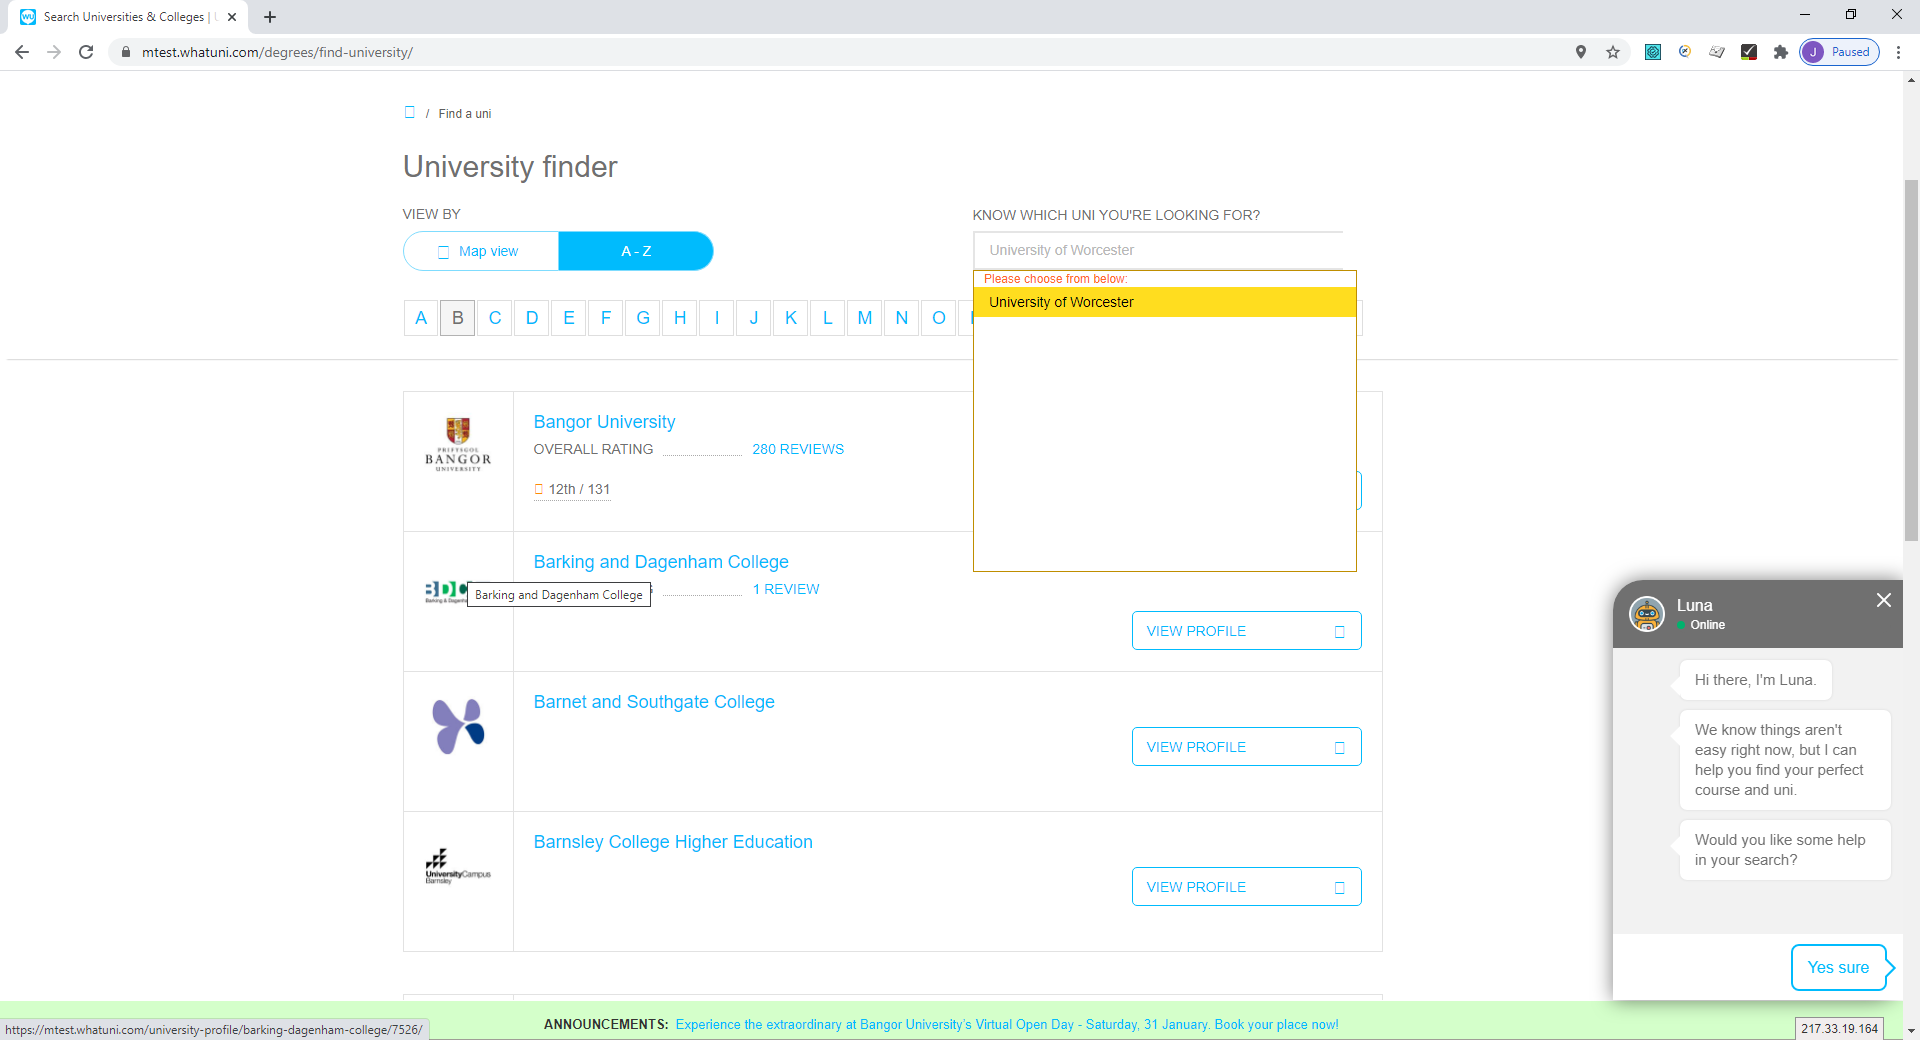 Search Universities & Colleges |
mtest.whatuni.com/degrees/find-university/
J Paused
/ Find a uni
University finder
VIEW BY
Map view
A - Z
KNOW WHICH UNI YOU'RE LOOKING FOR?
University of Worcester
Please choose from below:
University of Worcester
A B C D E F G H I J K L M N O
PRIFYSGOL
BANGOR
UNIVERSITY
Bangor University
OVERALL RATING 280 REVIEWS
12th / 131
Barking and Dagenham College
1 REVIEW
Barking and Dagenham College
VIEW PROFILE
Barnet and Southgate College
VIEW PROFILE
UniversityCampus
Barnsley
Barnsley College Higher Education
VIEW PROFILE
Luna
Online
Hi there, I'm Luna.
We know things aren't
easy right now, but I can
help you find your perfect
course and uni.
Would you like some help
in your search?
Yes sure
ANNOUNCEMENTS: Experience the extraordinary at Bangor University's Virtual Open Day - Saturday, 31 January. Book your place now!
https://mtest.whatuni.com/university-profile/barking-dagenham-college/7526/
217.33.19.164